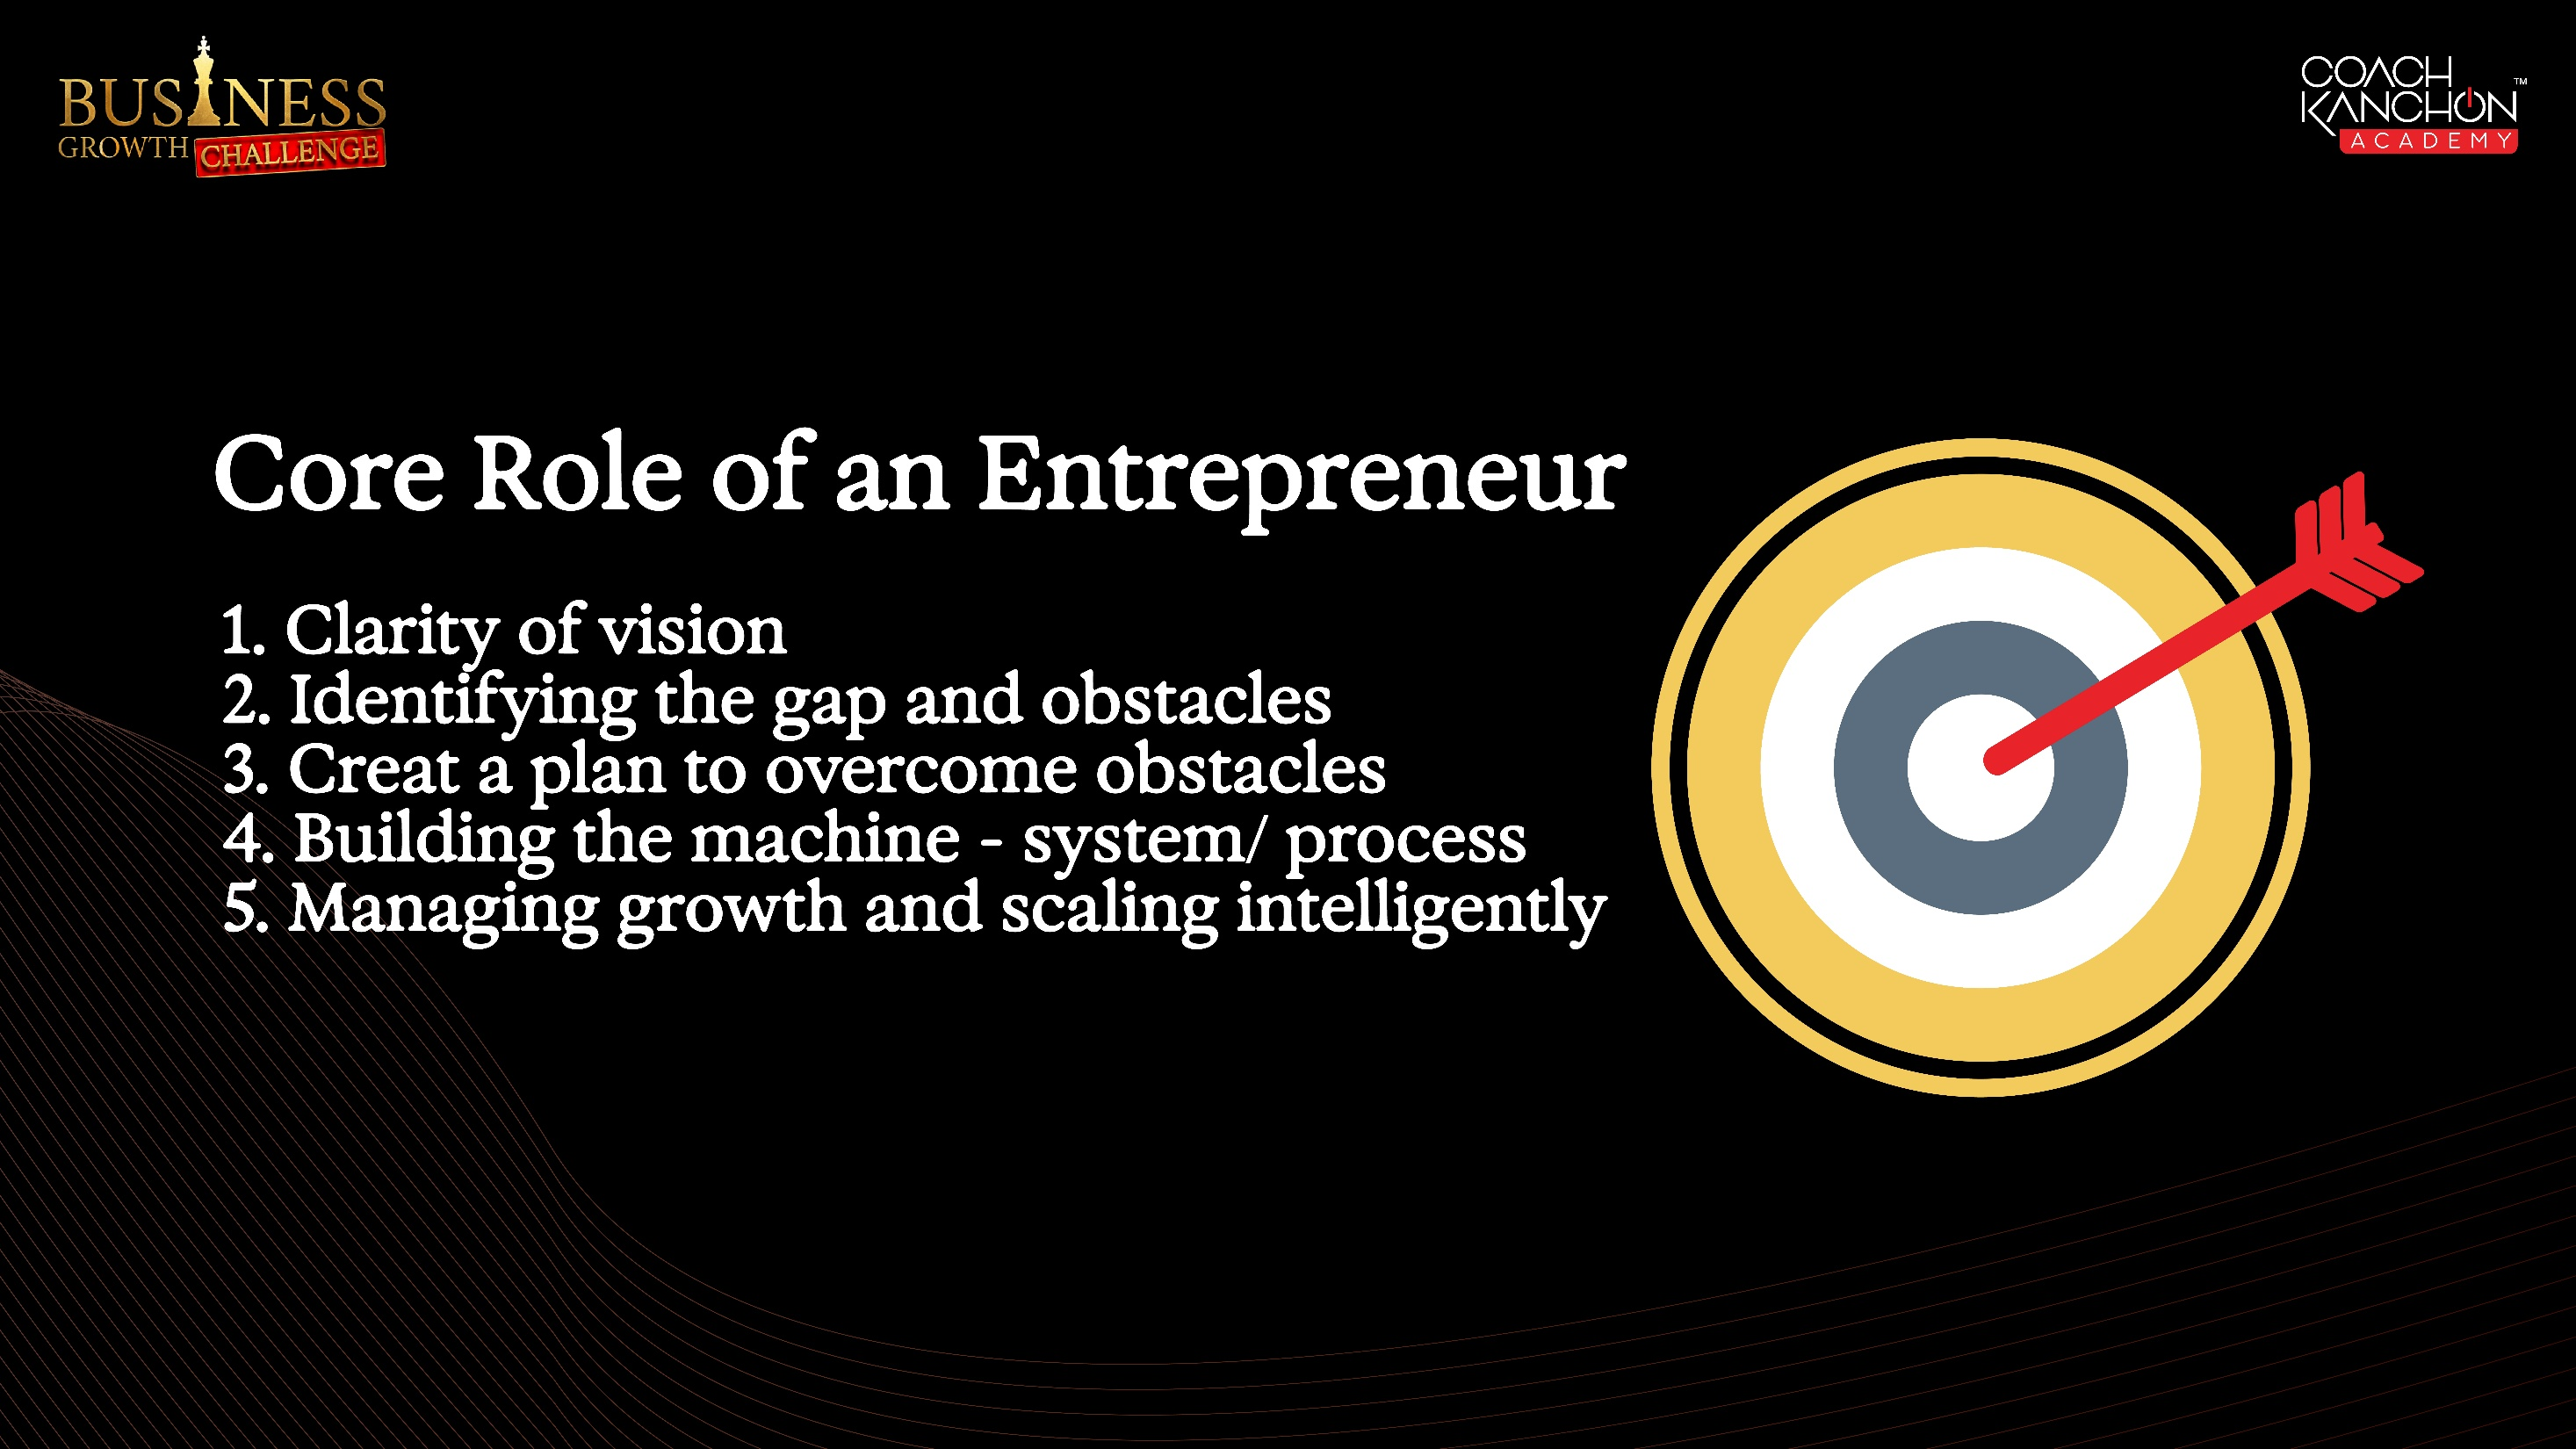 BUSINESS
GROWTH CHALLENGE
COACH
KANCHON
ACADEMY
TM
Core Role of an Entrepreneur
1. Clarity of vision
2. Identifying the gap and obstacles
3. Creat a plan to overcome obstacles
4. Building the machine - system/ process
5. Managing growth and scaling intelligently